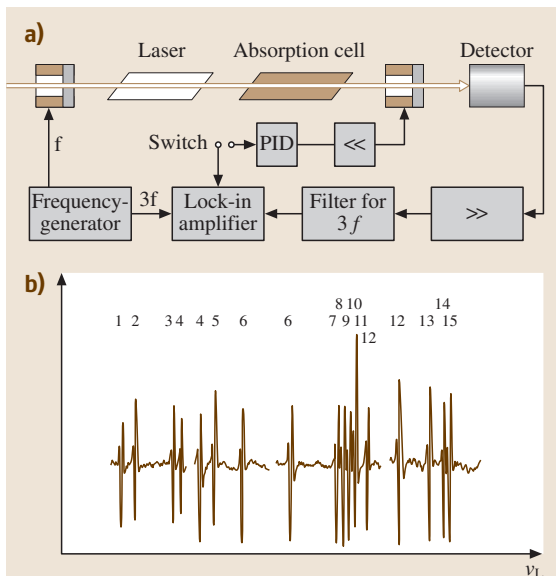 a)
Laser
Absorption cell
Detector
f
Switch
PID
<<
Frequency-
generator
3f
Lock-in
amplifier
Filter for
3 f
>>
b)
8 10 14
1 2 3 4 4 5 6 6 7 9 11 12 13 15
12
ν_L